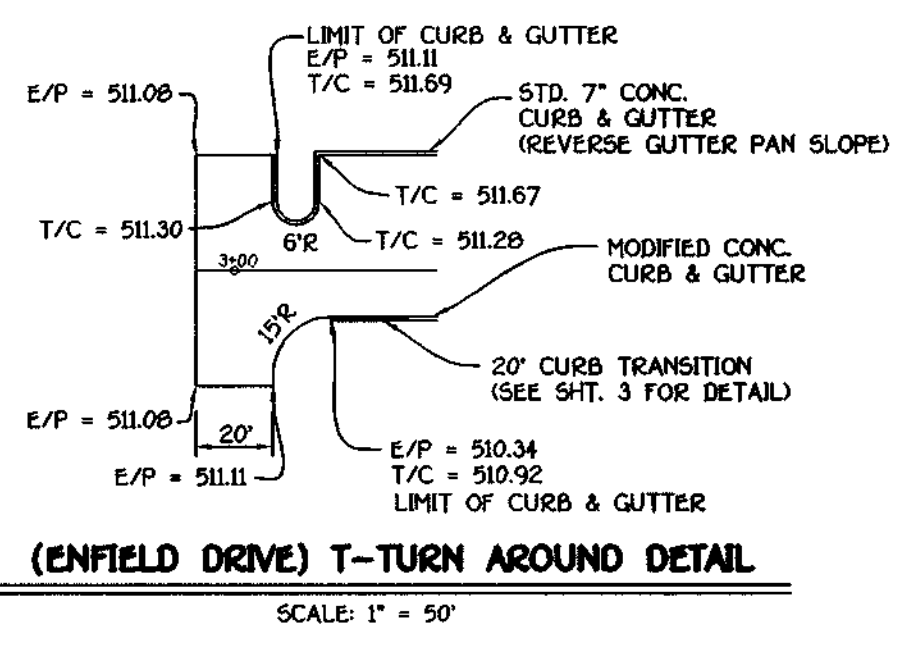 LIMIT OF CURB & GUTTER
E/P = 511.11
T/C = 511.69
E/P = 511.08
STD. 7" CONC.
CURB & GUTTER
(REVERSE GUTTER PAN SLOPE)
T/C = 511.67
T/C = 511.30
6'R
T/C = 511.28
MODIFIED CONC.
CURB & GUTTER
3+00
15'R
20' CURB TRANSITION
(SEE SHT. 3 FOR DETAIL)
E/P = 511.08
20'
E/P = 511.11
E/P = 510.34
T/C = 510.92
LIMIT OF CURB & GUTTER
(ENFIELD DRIVE) T-TURN AROUND DETAIL
SCALE: 1" = 50'